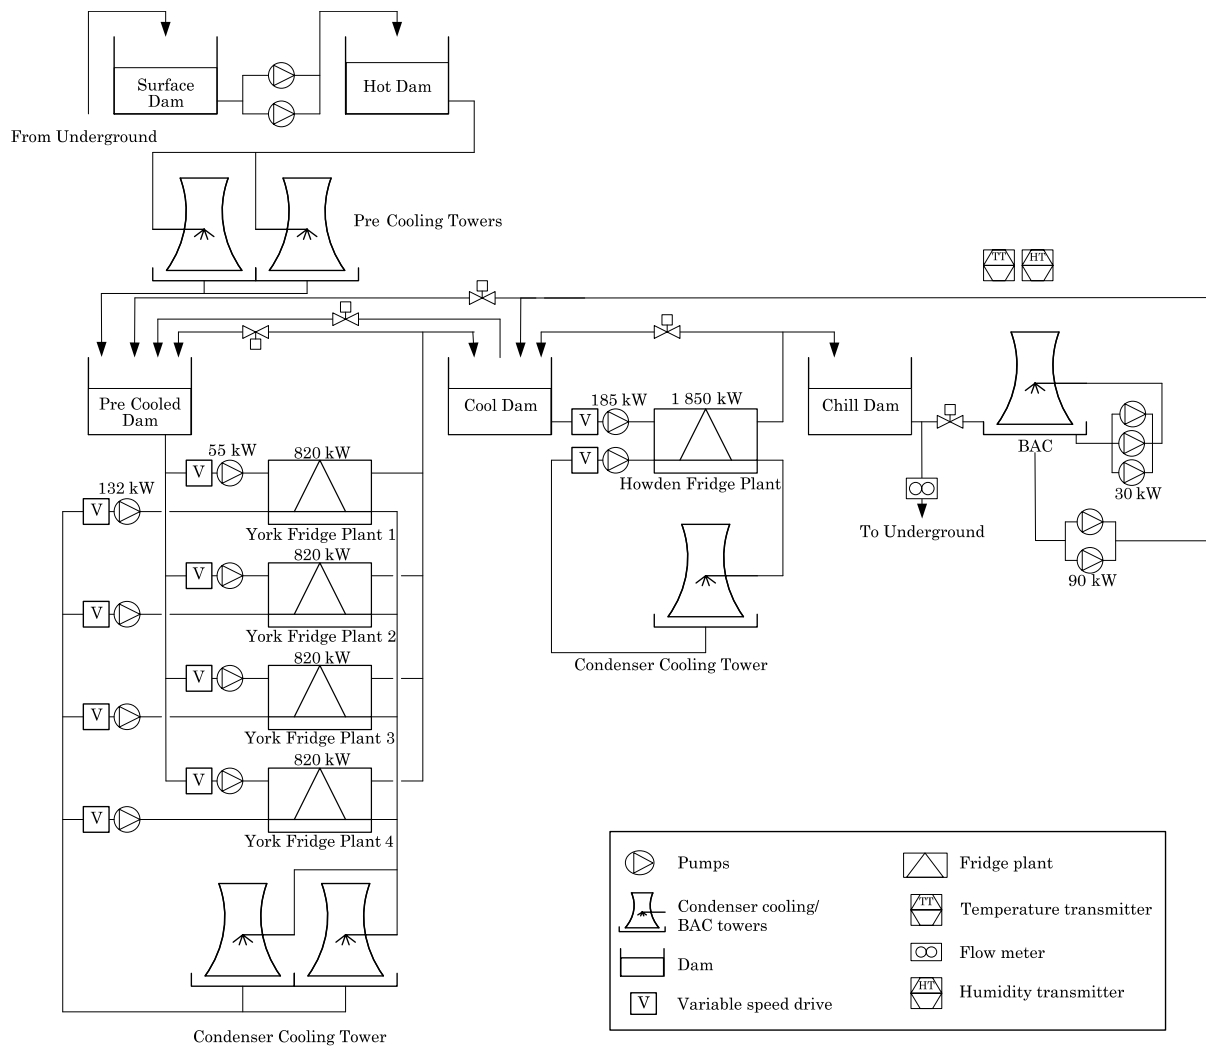 Surface
Dam
Hot Dam
From Underground
Pre Cooling Towers
TT
HT
Pre Cooled
Dam
Cool Dam
185 kW
1 850 kW
Chill Dam
V
V
Howden Fridge Plant
BAC
30 kW
To Underground
90 kW
Condenser Cooling Tower
55 kW
820 kW
V
132 kW
V
York Fridge Plant 1
820 kW
V
V
York Fridge Plant 2
820 kW
V
V
York Fridge Plant 3
820 kW
V
V
York Fridge Plant 4
Condenser Cooling Tower
Pumps
Condenser cooling/
BAC towers
Dam
V
Variable speed drive
Fridge plant
TT
Temperature transmitter
Flow meter
HT
Humidity transmitter